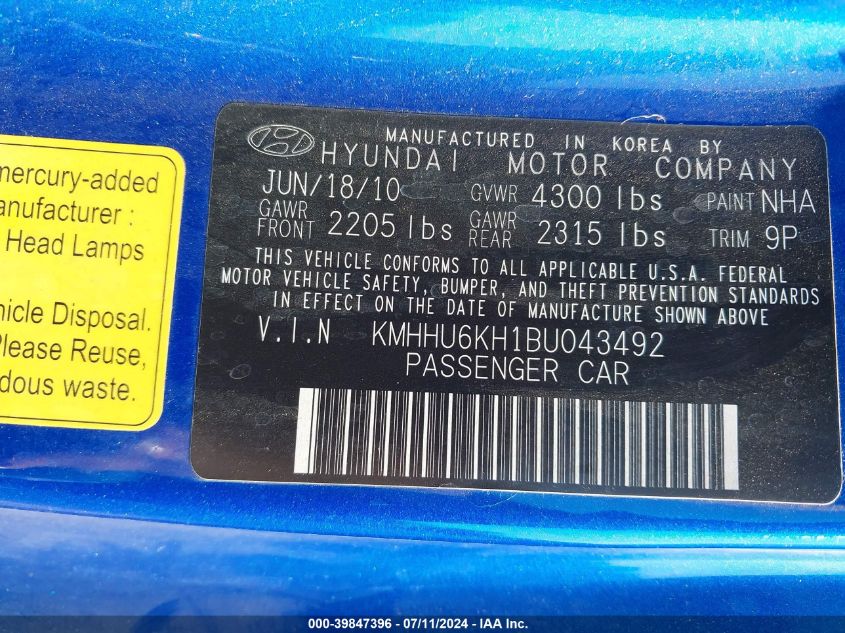 mercury-added
anufacturer :
Head Lamps
hicle Disposal.
Please Reuse,
dous waste.
MANUFACTURED IN KOREA BY
HYUNDAI MOTOR COMPANY
JUN/18/10 GVWR 4300 lbs PAINT NHA
GAWR FRONT 2205 lbs GAWR REAR 2315 lbs TRIM 9P
THIS VEHICLE CONFORMS TO ALL APPLICABLE U.S.A. FEDERAL
MOTOR VEHICLE SAFETY, BUMPER, AND THEFT PREVENTION STANDARDS
IN EFFECT ON THE DATE OF MANUFACTURE SHOWN ABOVE
V.I.N KMHHU6KH1BU043492
PASSENGER CAR
000-39847396 - 07/11/2024 - IAA Inc.